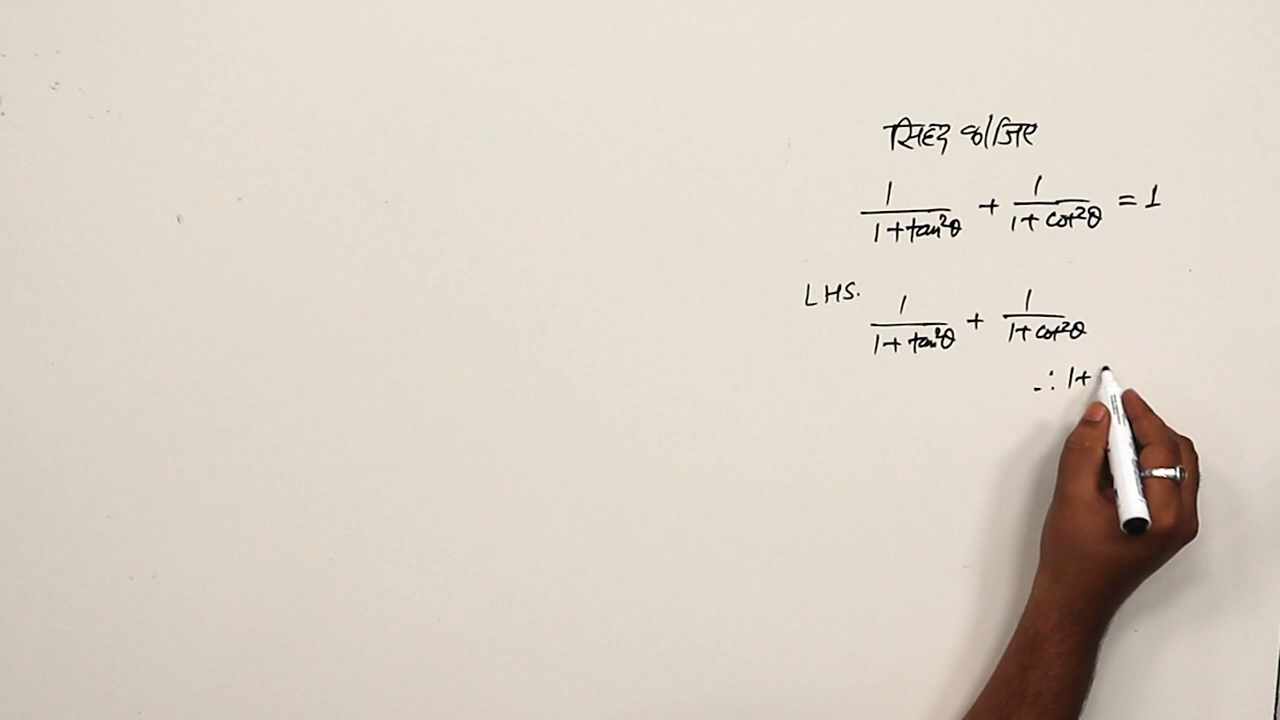 सिद्ध कीजिए
1/(1+tan²θ) + 1/(1+cot²θ) = 1
LHS. 1/(1+tan²θ) + 1/(1+cot²θ)
∴ 1+